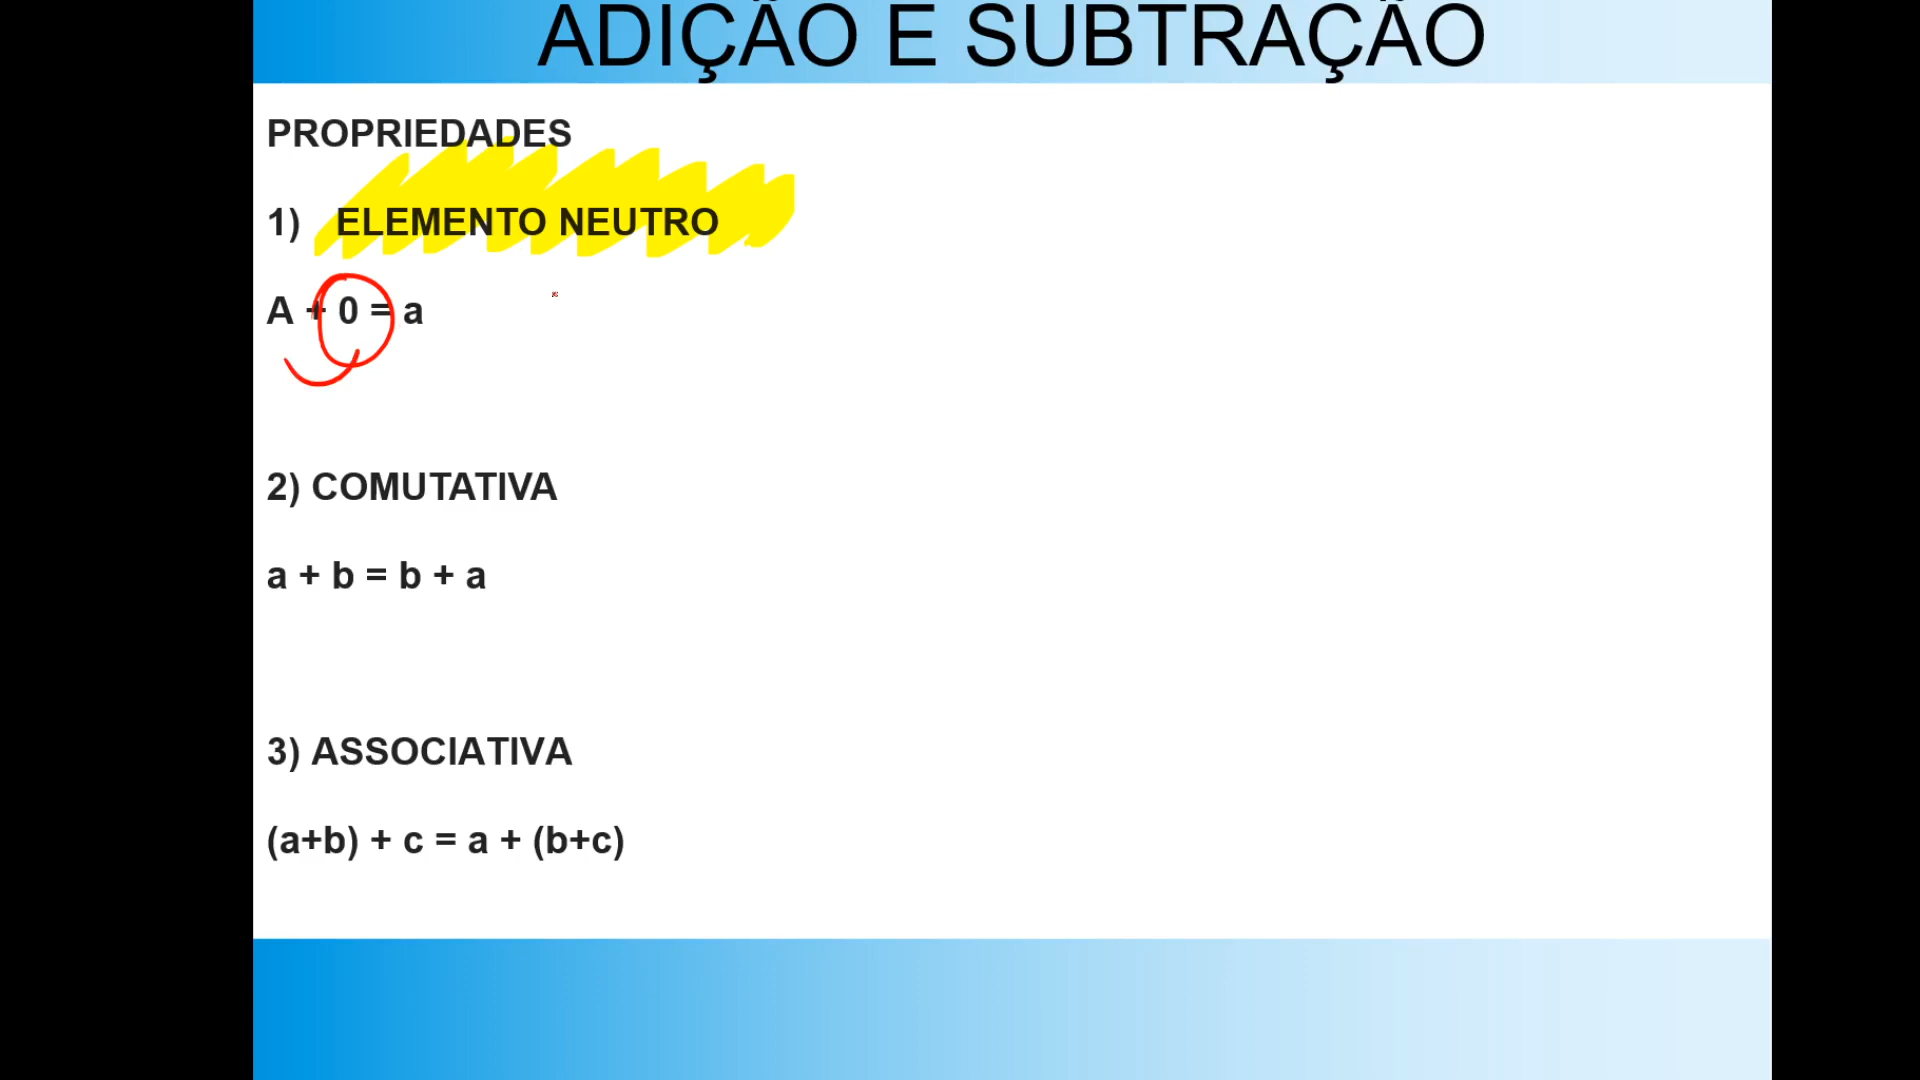 ADIÇÃO E SUBTRAÇÃO
PROPRIEDADES
1) ELEMENTO NEUTRO
A + 0 = a
2) COMUTATIVA
a + b = b + a
3) ASSOCIATIVA
(a+b) + c = a + (b+c)